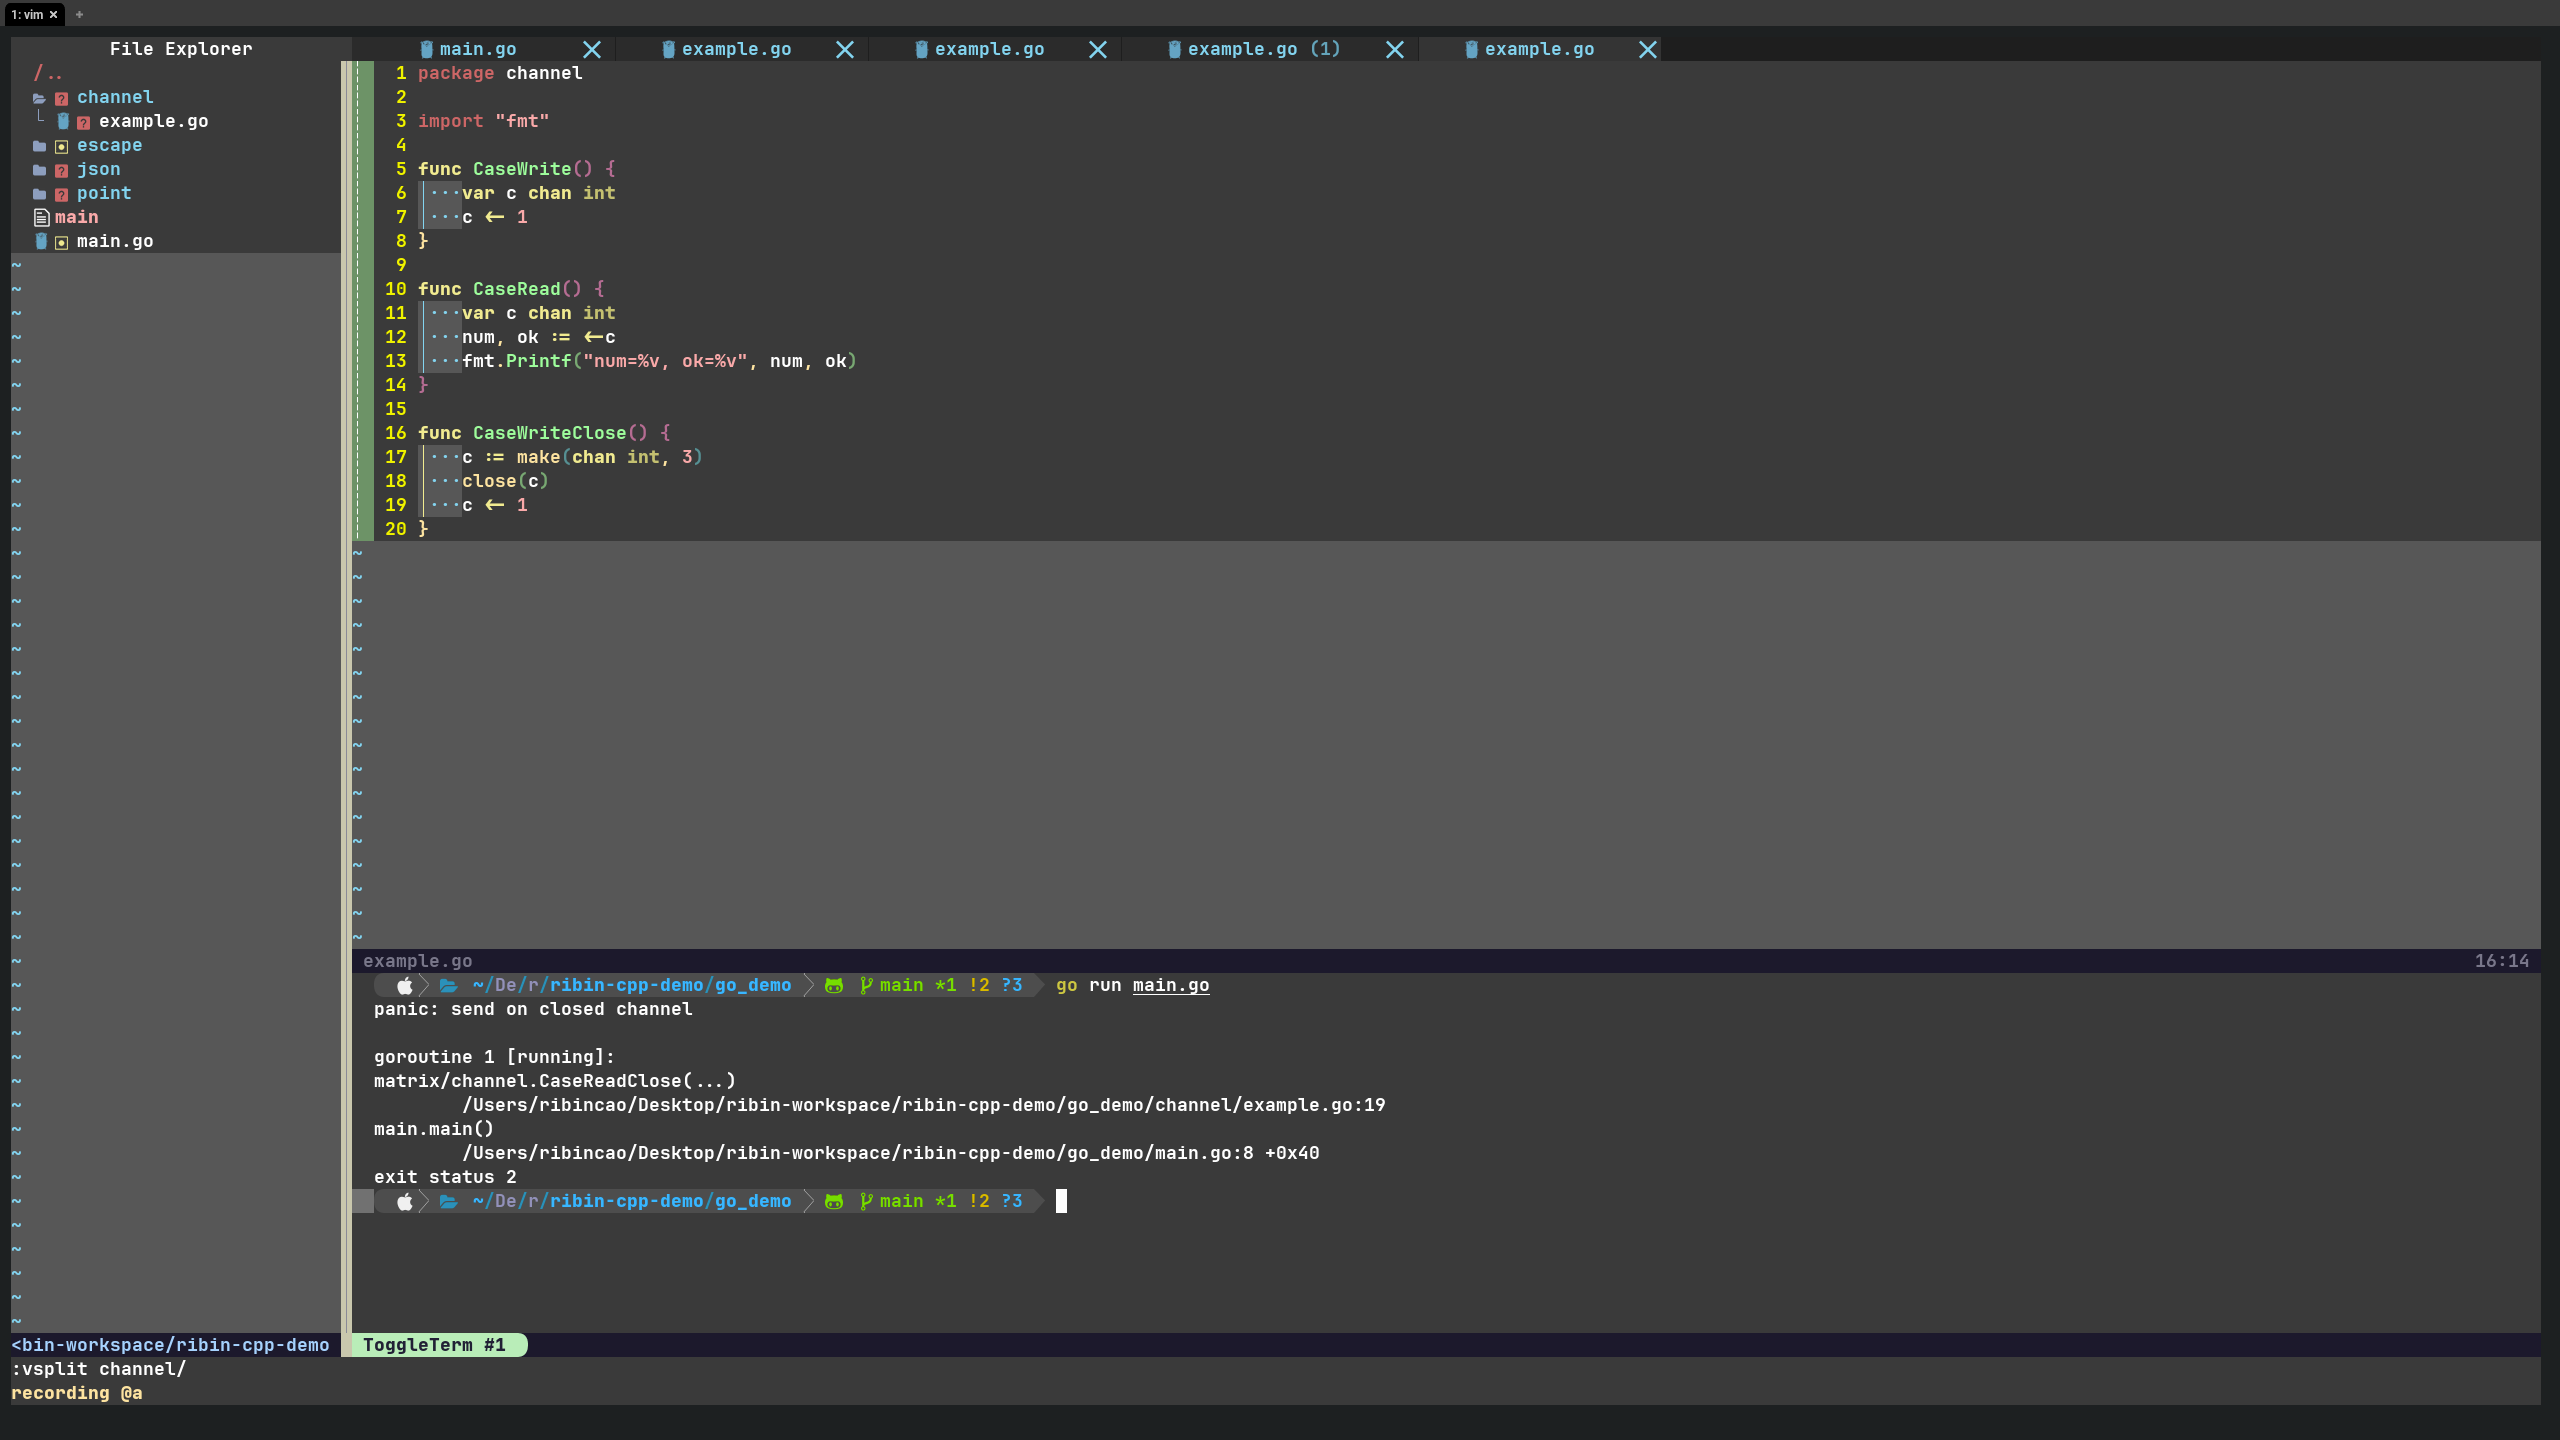 1: vim × +
File Explorer
/..
channel
example.go
escape
json
point
main
main.go
main.go
example.go
example.go
example.go (1)
example.go
1 package channel
2
3 import "fmt"
4
5 func CaseWrite() {
6 ···var c chan int
7 ···c <- 1
8 }
9
10 func CaseRead() {
11 ···var c chan int
12 ···num, ok := <-c
13 ···fmt.Printf("num=%v, ok=%v", num, ok)
14 }
15
16 func CaseWriteClose() {
17 ···c := make(chan int, 3)
18 ···close(c)
19 ···c <- 1
20 }
example.go 16:14
~/De/r/ribin-cpp-demo/go_demo main *1 !2 ?3 go run main.go
panic: send on closed channel
goroutine 1 [running]:
matrix/channel.CaseReadClose(...)
/Users/ribincao/Desktop/ribin-workspace/ribin-cpp-demo/go_demo/channel/example.go:19
main.main()
/Users/ribincao/Desktop/ribin-workspace/ribin-cpp-demo/go_demo/main.go:8 +0x40
exit status 2
~/De/r/ribin-cpp-demo/go_demo main *1 !2 ?3
<bin-workspace/ribin-cpp-demo ToggleTerm #1
:vsplit channel/
recording @a